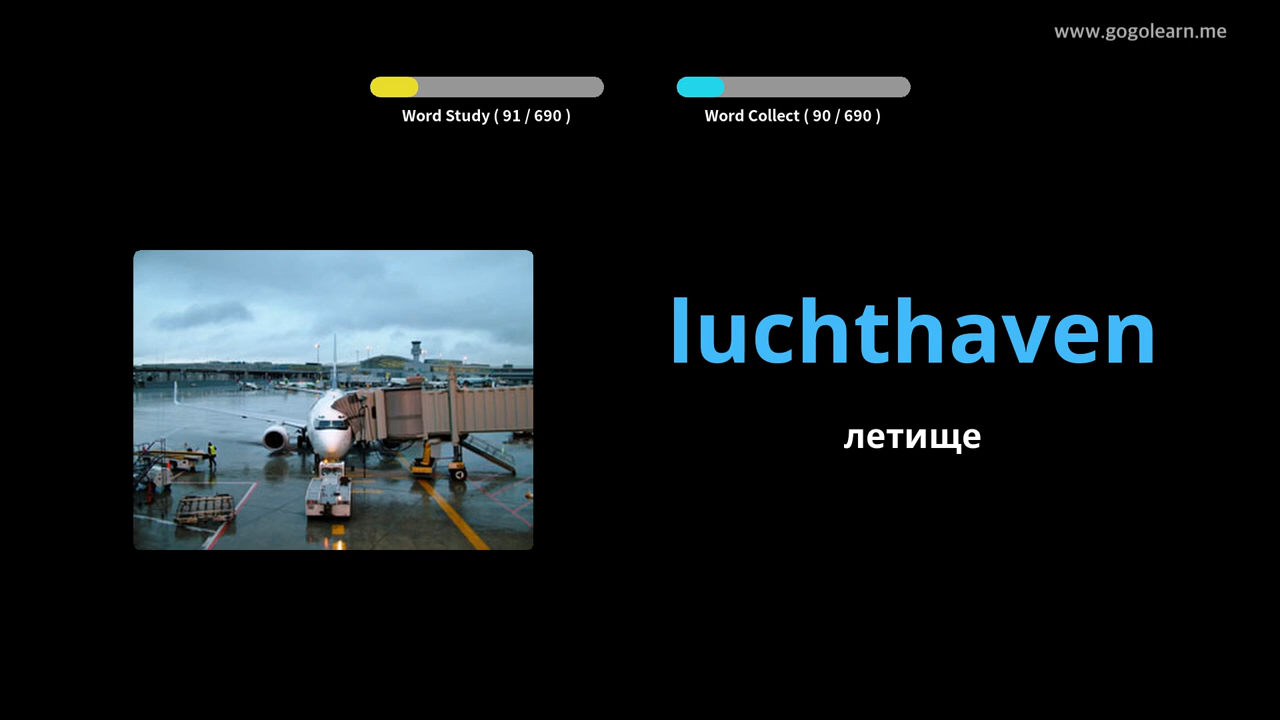 www.gogolearn.me
Word Study ( 91 / 690 )
Word Collect ( 90 / 690 )
luchthaven
летище